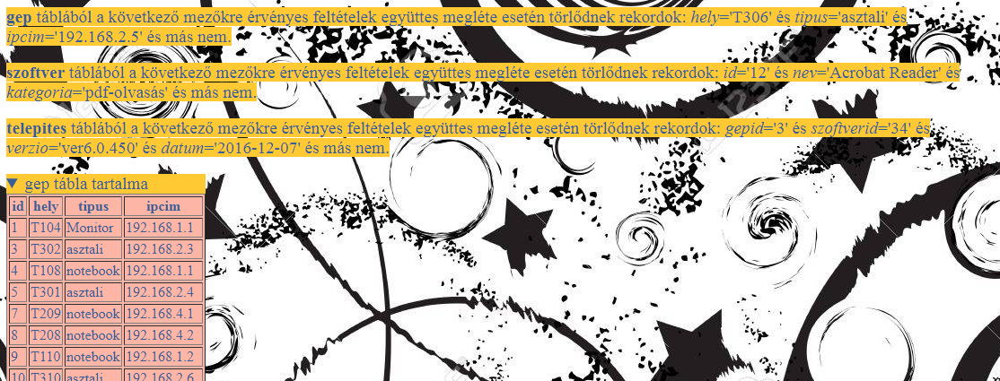 gep táblából a következő mezőkre érvényes feltételek együttes megléte esetén törlődnek rekordok: hely='T306' és tipus='asztali' és
ipcim='192.168.2.5' és más nem.
szoftver táblából a következő mezőkre érvényes feltételek együttes megléte esetén törlődnek rekordok: id='12' és nev='Acrobat Reader' és
kategoria='pdf-olvasás' és más nem.
telepites táblából a következő mezőkre érvényes feltételek együttes megléte esetén törlődnek rekordok: gepid='3' és szoftverid='34' és
verzio='ver6.0.450' és datum='2016-12-07' és más nem.
▼ gep tábla tartalma
id hely tipus ipcim
1 T104 Monitor 192.168.1.1
3 T302 asztali 192.168.2.3
4 T108 notebook 192.168.1.1
5 T301 asztali 192.168.2.4
7 T209 notebook 192.168.4.1
8 T208 notebook 192.168.4.2
9 T110 notebook 192.168.1.2
10 T310 asztali 192.168.2.6